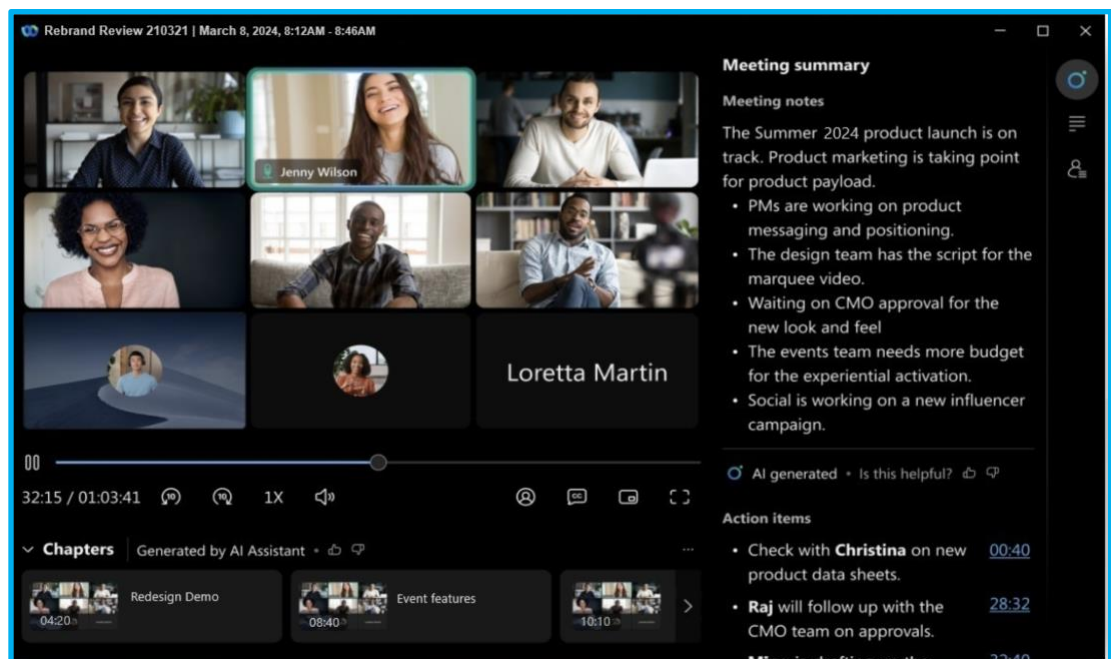 Rebrand Review 210321 | March 8, 2024, 8:12AM - 8:46AM
Jenny Wilson
Loretta Martin
32:15 / 01:03:41
10
10
1X
CC
Chapters
Generated by AI Assistant •
...
Redesign Demo
04:20
Event features
08:40
10:10
Meeting summary
Meeting notes
The Summer 2024 product launch is on
track. Product marketing is taking point
for product payload.
• PMs are working on product
messaging and positioning.
• The design team has the script for the
marquee video.
• Waiting on CMO approval for the
new look and feel
• The events team needs more budget
for the experiential activation.
• Social is working on a new influencer
campaign.
AI generated • Is this helpful?
Action items
• Check with Christina on new 00:40
product data sheets.
• Raj will follow up with the 28:32
CMO team on approvals.